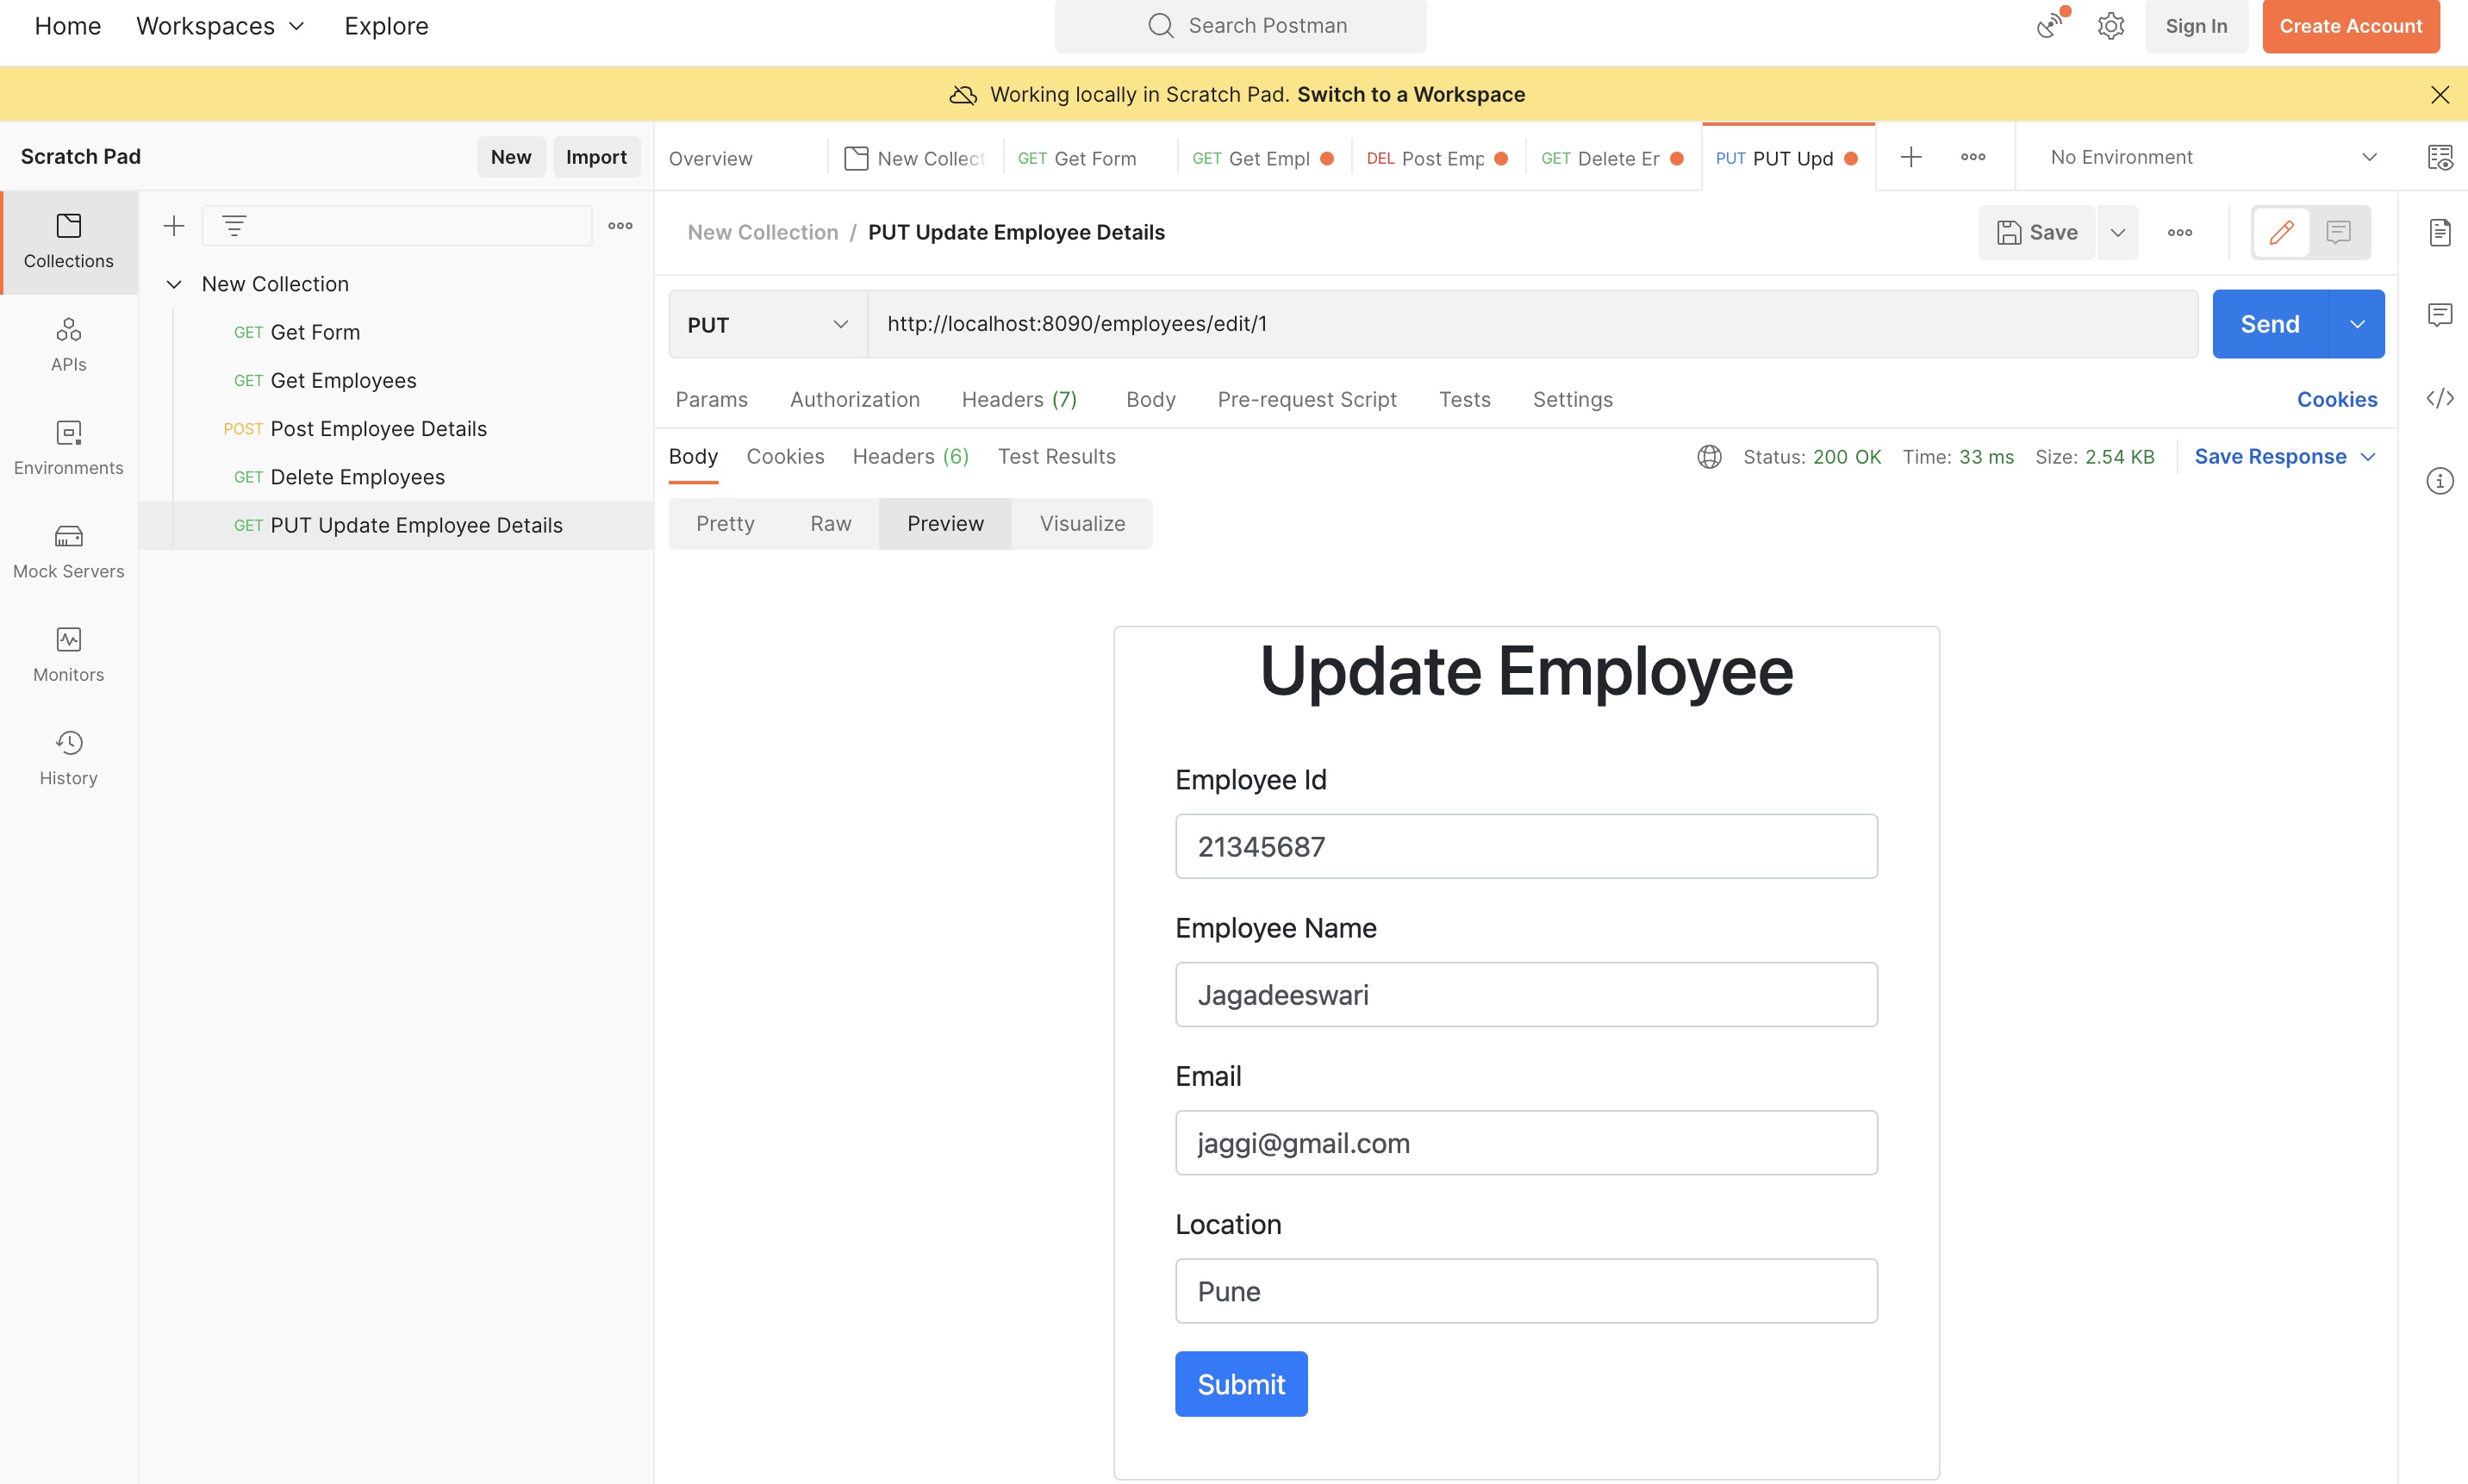 Home Workspaces Explore
Search Postman
Sign In Create Account
Working locally in Scratch Pad. Switch to a Workspace
Scratch Pad New Import
Overview New Collect GET Get Form GET Get Empl DEL Post Emp GET Delete Er PUT PUT Upd No Environment
Collections
APIs
Environments
Mock Servers
Monitors
History
New Collection
GET Get Form
GET Get Employees
POST Post Employee Details
GET Delete Employees
GET PUT Update Employee Details
New Collection / PUT Update Employee Details Save
PUT http://localhost:8090/employees/edit/1 Send
Params Authorization Headers (7) Body Pre-request Script Tests Settings Cookies
Body Cookies Headers (6) Test Results Status: 200 OK Time: 33 ms Size: 2.54 KB Save Response
Pretty Raw Preview Visualize
Update Employee
Employee Id
21345687
Employee Name
Jagadeeswari
Email
jaggi@gmail.com
Location
Pune
Submit